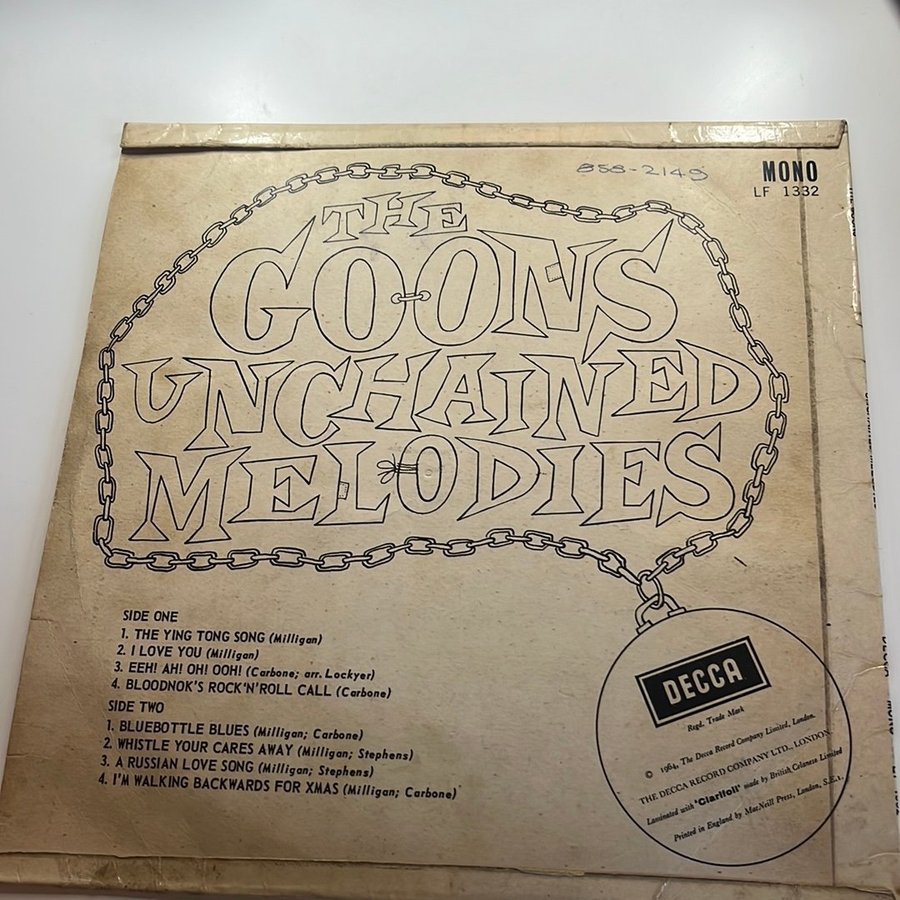 858-2149
MONO
LF 1332
THE
GOONS
UNCHAINED
MELODIES
SIDE ONE
1. THE YING TONG SONG (Milligan)
2. I LOVE YOU (Milligan)
3. EEH! AH! OH! OOH! (Carbone; arr. Lockyer)
4. BLOODNOK'S ROCK'N'ROLL CALL (Carbone)
SIDE TWO
1. BLUEBOTTLE BLUES (Milligan; Carbone)
2. WHISTLE YOUR CARES AWAY (Milligan; Stephens)
3. A RUSSIAN LOVE SONG (Milligan; Stephens)
4. I'M WALKING BACKWARDS FOR XMAS (Milligan; Carbone)
DECCA
Regd. Trade Mark
© 1964, The Decca Record Company Limited, London.
THE DECCA RECORD COMPANY LTD., LONDON
Laminated with 'Clarifoil' made by British Celanese Limited
Printed in England by MacNeill Press, London, S.E.1.